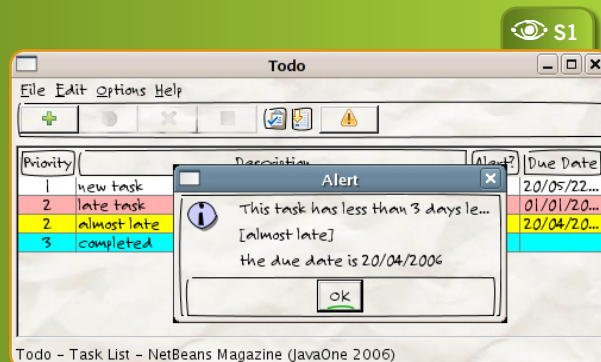 S1
Todo
File Edit Options Help
Priority Description Alert? Due Date
1 new task 20/05/22...
2 late task 01/01/20...
2 almost late 20/04/20...
3 completed
Alert
This task has less than 3 days le...
[almost late]
the due date is 20/04/2006
OK
Todo – Task List – NetBeans Magazine (JavaOne 2006)